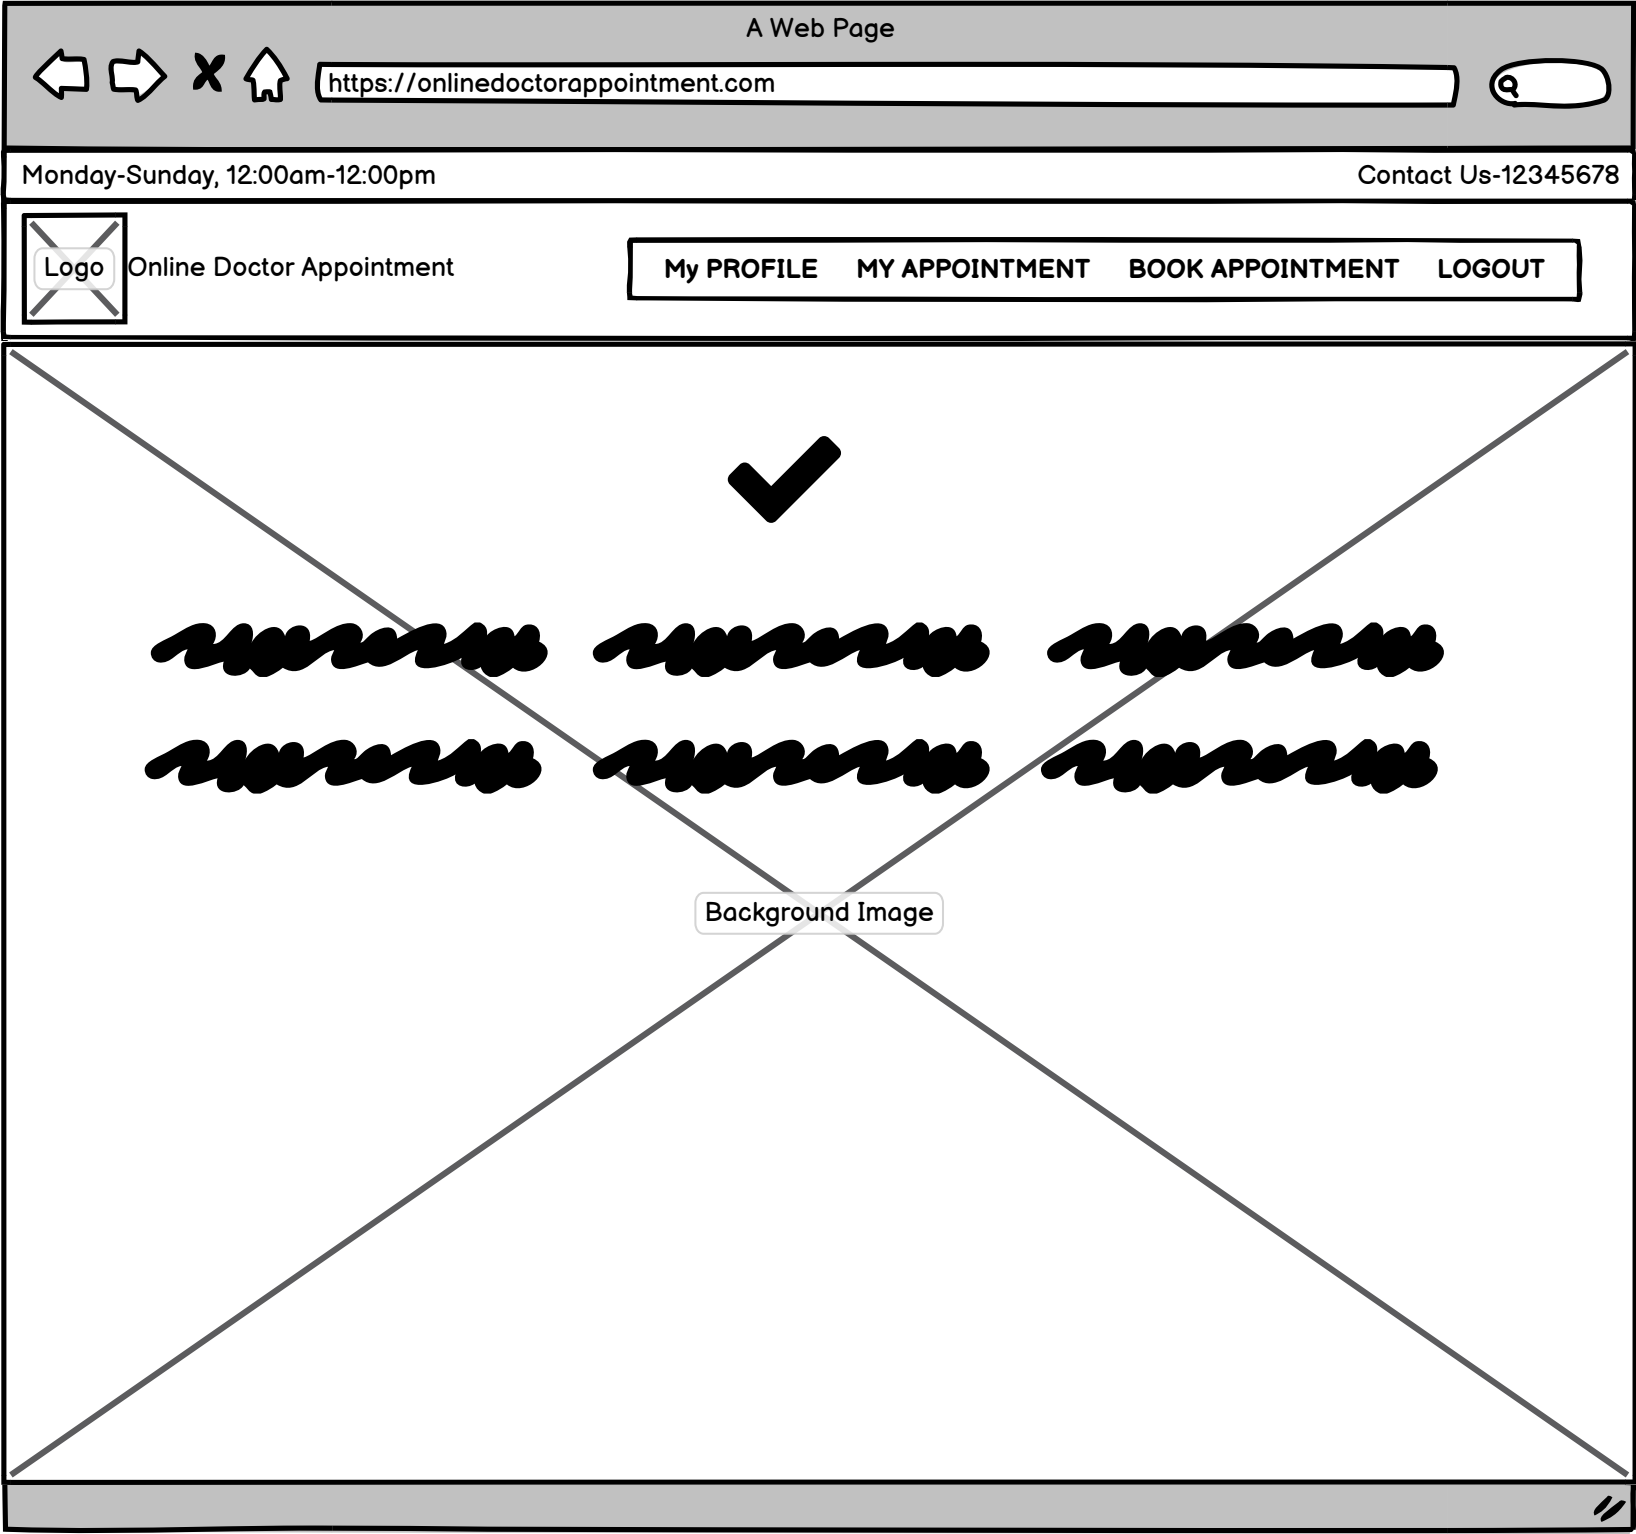 A Web Page
https://onlinedoctorappointment.com
Monday-Sunday, 12:00am-12:00pm
Contact Us-12345678
Logo
Online Doctor Appointment
My PROFILE MY APPOINTMENT BOOK APPOINTMENT LOGOUT
Background Image